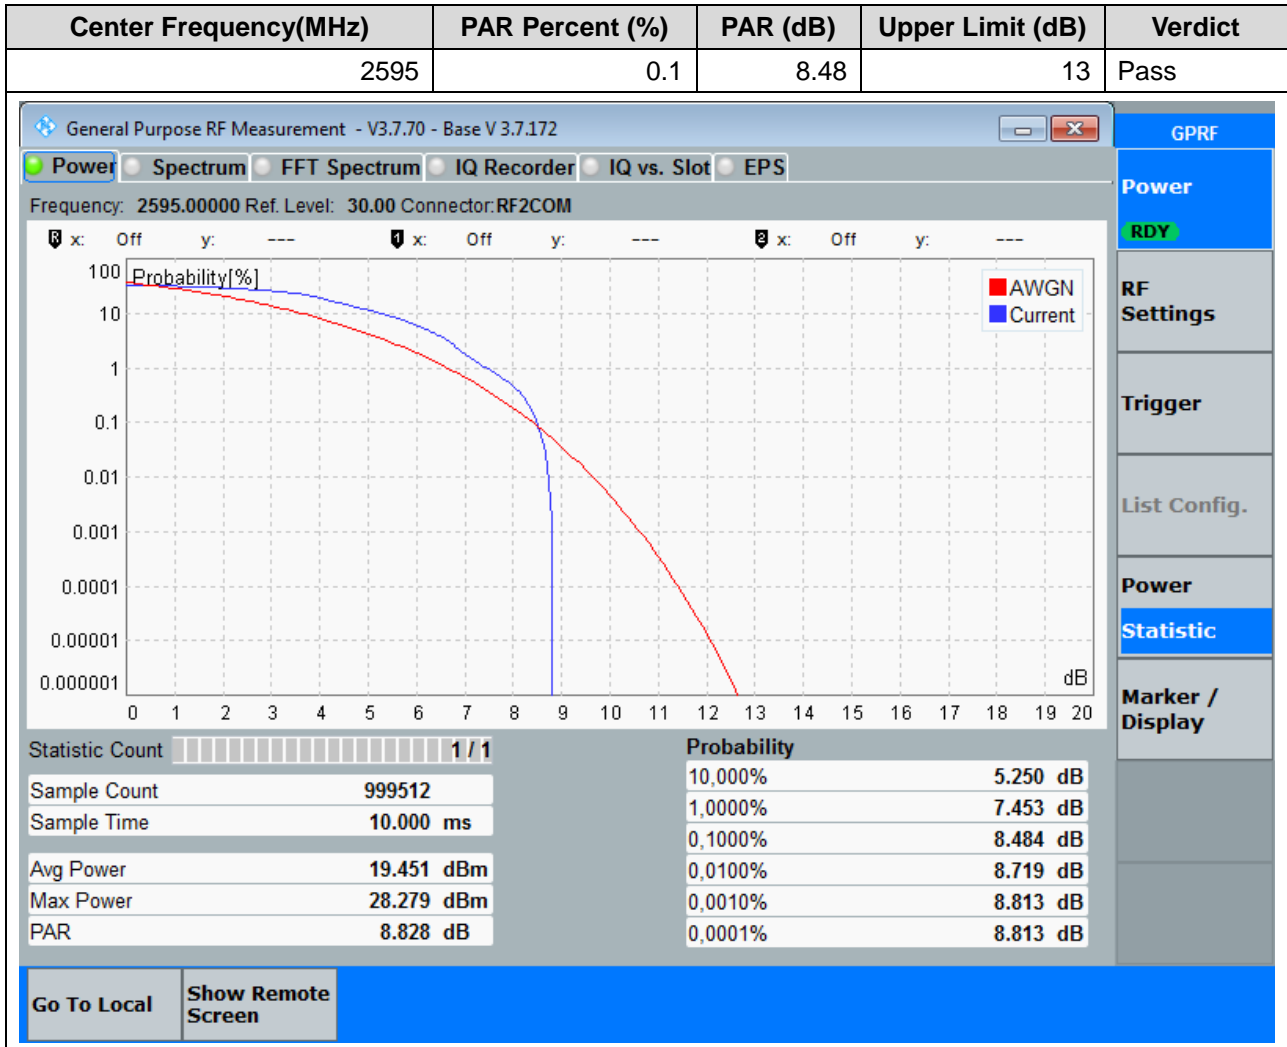 Center Frequency(MHz) PAR Percent (%) PAR (dB) Upper Limit (dB) Verdict
2595 0.1 8.48 13 Pass
General Purpose RF Measurement - V3.7.70 - Base V 3.7.172
GPRF
Power Spectrum FFT Spectrum IQ Recorder IQ vs. Slot EPS
Power
RDY
Frequency: 2595.00000 Ref. Level: 30.00 Connector:RF2COM
R x: Off y: --- 1 x: Off y: --- 2 x: Off y: ---
Probability[%]
AWGN
Current
100
10
1
0.1
0.01
0.001
0.0001
0.00001
0.000001
dB
0 1 2 3 4 5 6 7 8 9 10 11 12 13 14 15 16 17 18 19 20
RF
Settings
Trigger
List Config.
Power
Statistic
Marker /
Display
Statistic Count 1 / 1
Sample Count 999512
Sample Time 10.000 ms
Avg Power 19.451 dBm
Max Power 28.279 dBm
PAR 8.828 dB
Probability
10,000% 5.250 dB
1,0000% 7.453 dB
0,1000% 8.484 dB
0,0100% 8.719 dB
0,0010% 8.813 dB
0,0001% 8.813 dB
Go To Local
Show Remote
Screen